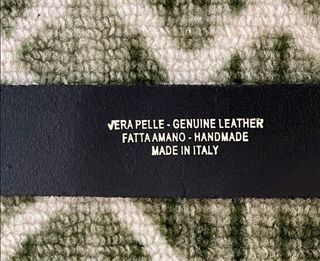 VERA PELLE - GENUINE LEATHER
FATTA AMANO - HANDMADE
MADE IN ITALY